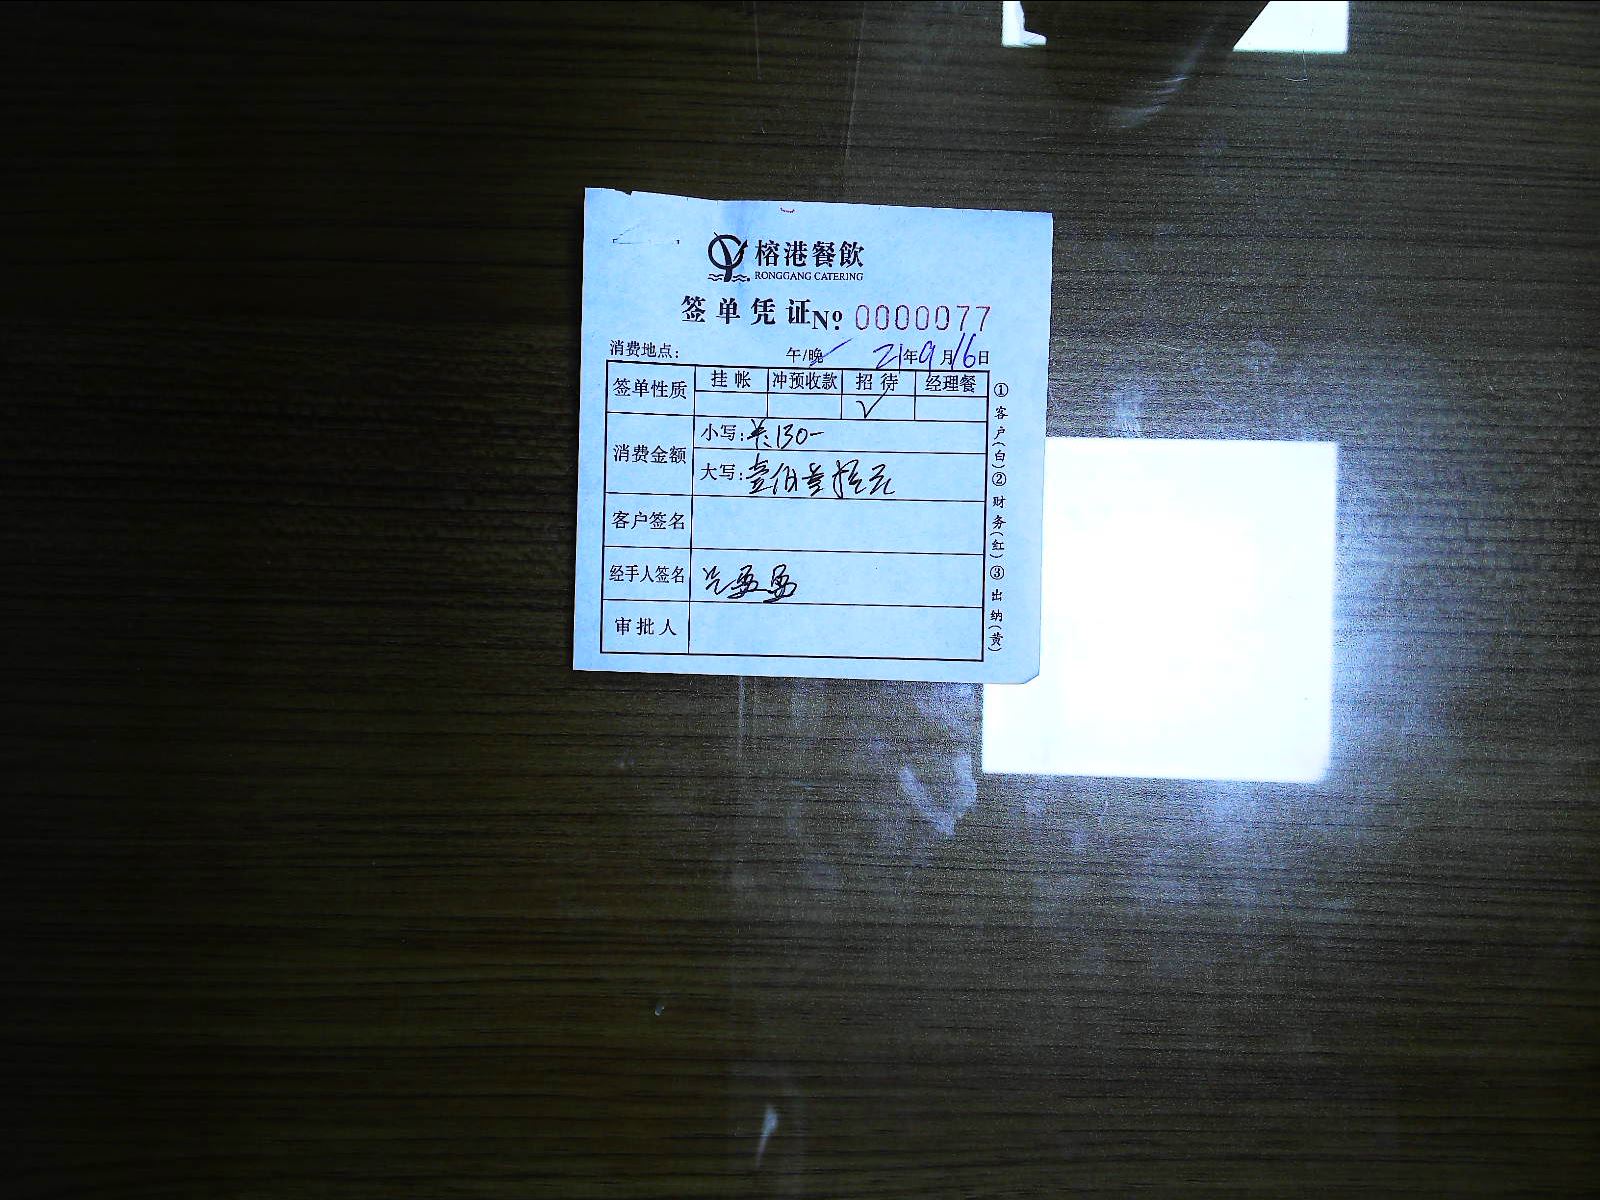 榕港餐飲
RONGGANG CATERING
签单凭证 № 0000077
消费地点： 午/晚✓ 21年9月16日
签单性质 挂帐 冲预收款 招待 经理餐
✓
消费金额 小写：¥：130-
大写：壹佰叁拾元
客户签名
经手人签名
审批人
①客户（白）②财务（红）③出纳（黄）